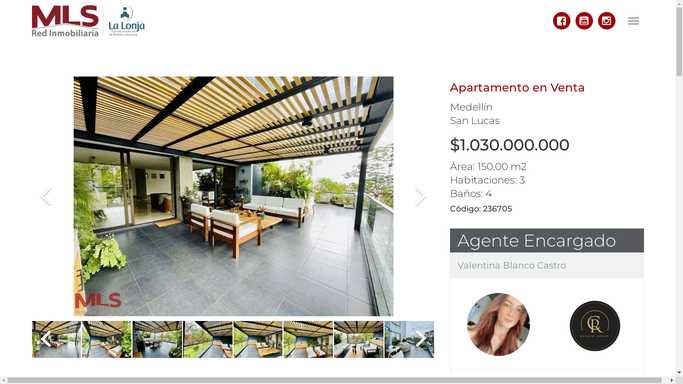 MLS
Red Inmobiliaria
La Lonja
Apartamento en Venta
Medellín
San Lucas
$1.030.000.000
Área: 150.00 m2
Habitaciones: 3
Baños: 4
Código: 236705
Agente Encargado
Valentina Blanco Castro
MLS